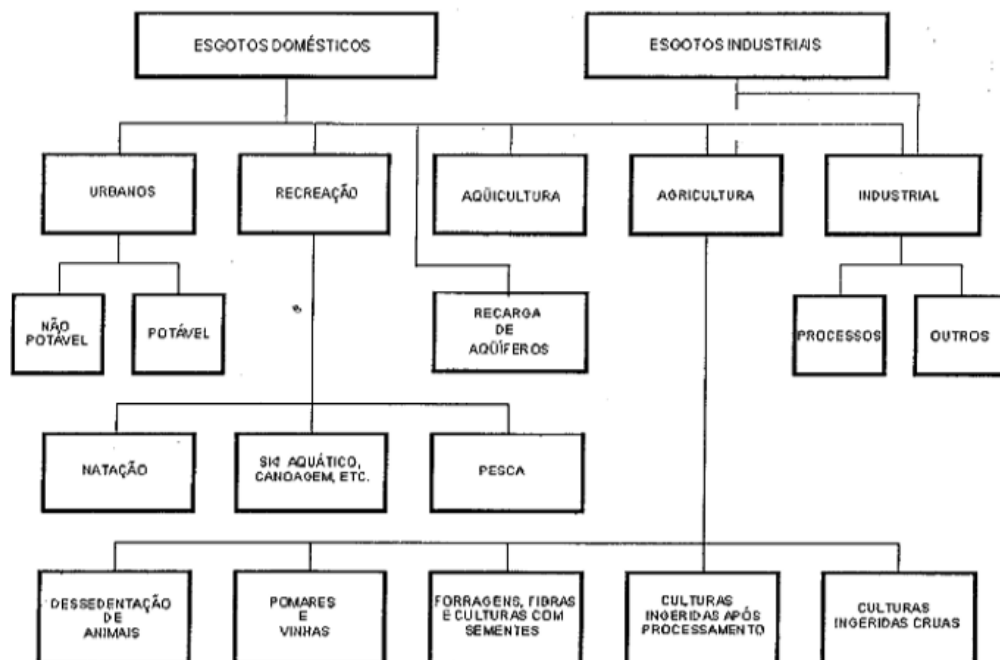 ESGOTOS DOMÉSTICOS
ESGOTOS INDUSTRIAIS
URBANOS
RECREAÇÃO
AQÜICULTURA
AGRICULTURA
INDUSTRIAL
NÃO
POTÁVEL
POTÁVEL
RECARGA
DE
AQÜÍFEROS
PROCESSOS
OUTROS
NATAÇÃO
SKI AQUÁTICO,
CANOAGEM, ETC.
PESCA
DESSEDENTAÇÃO
DE
ANIMAIS
POMARES
E
VINHAS
FORRAGENS, FIBRAS
E CULTURAS COM
SEMENTES
CULTURAS
INGERIDAS APÓS
PROCESSAMENTO
CULTURAS
INGERIDAS CRUAS